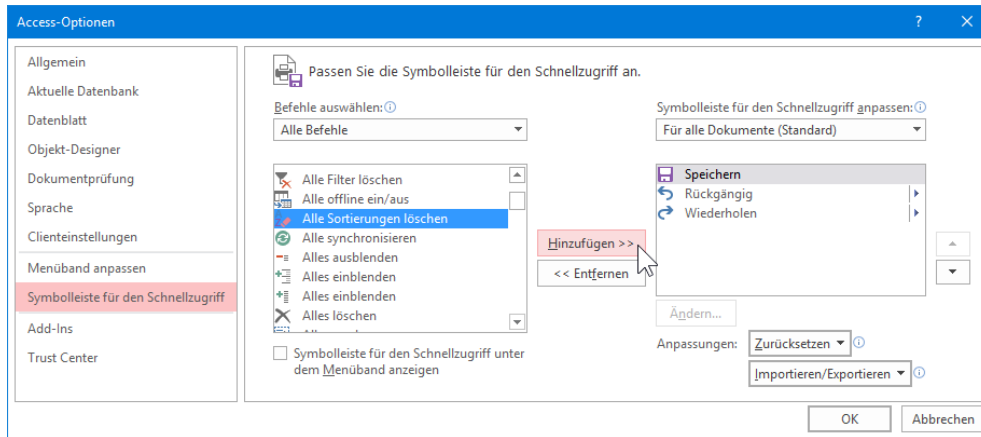 Access-Optionen
Allgemein
Aktuelle Datenbank
Datenblatt
Objekt-Designer
Dokumentprüfung
Sprache
Clienteinstellungen
Menüband anpassen
Symbolleiste für den Schnellzugriff
Add-Ins
Trust Center
Passen Sie die Symbolleiste für den Schnellzugriff an.
Befehle auswählen:
Alle Befehle
Alle Filter löschen
Alle offline ein/aus
Alle Sortierungen löschen
Alle synchronisieren
Alles ausblenden
Alles einblenden
Alles einblenden
Alles löschen
Symbolleiste für den Schnellzugriff unter
dem Menüband anzeigen
Hinzufügen >>
<< Entfernen
Symbolleiste für den Schnellzugriff anpassen:
Für alle Dokumente (Standard)
Speichern
Rückgängig
Wiederholen
Ändern...
Anpassungen: Zurücksetzen
Importieren/Exportieren
OK Abbrechen